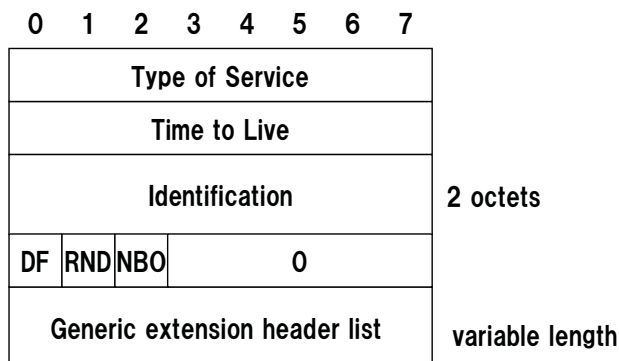 0 1 2 3 4 5 6 7
Type of Service
Time to Live
Identification 2 octets
DF RND NBO 0
Generic extension header list variable length